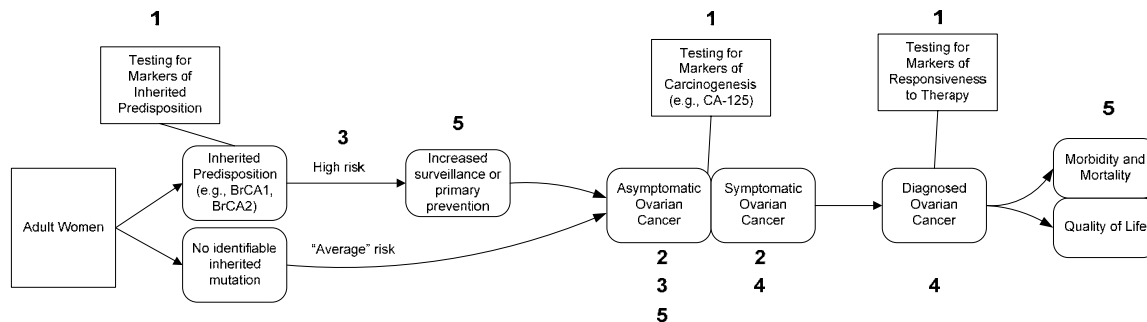 1
1
1
Testing for
Markers of
Inherited
Predisposition
Testing for
Markers of
Carcinogenesis
(e.g., CA-125)
Testing for
Markers of
Responsiveness
to Therapy
3
5
5
Adult Women
Inherited
Predisposition
(e.g., BrCA1,
BrCA2)
High risk
Increased
surveillance or
primary
prevention
No identifiable
inherited
mutation
“Average” risk
Asymptomatic
Ovarian
Cancer
Symptomatic
Ovarian
Cancer
Diagnosed
Ovarian
Cancer
Morbidity and
Mortality
Quality of Life
2
2
3
4
4
5